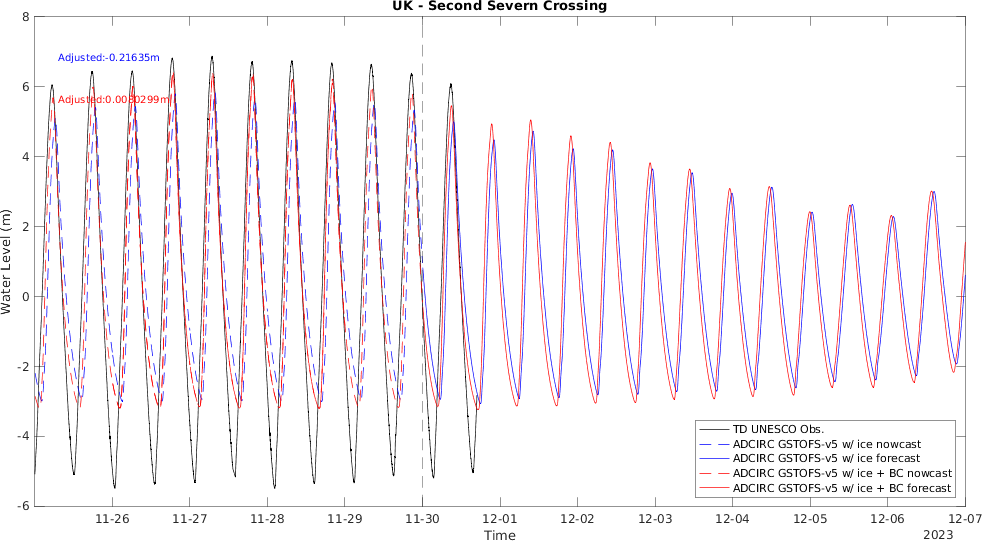 UK - Second Severn Crossing
8
Adjusted:-0.21635m
6
Adjusted:0.0030299m
4
2
0
-2
-4
-6
Water Level (m)
TD UNESCO Obs.
ADCIRC GSTOFS-v5 w/ ice nowcast
ADCIRC GSTOFS-v5 w/ ice forecast
ADCIRC GSTOFS-v5 w/ ice + BC nowcast
ADCIRC GSTOFS-v5 w/ ice + BC forecast
11-26 11-27 11-28 11-29 11-30 12-01 12-02 12-03 12-04 12-05 12-06 12-07
Time
2023